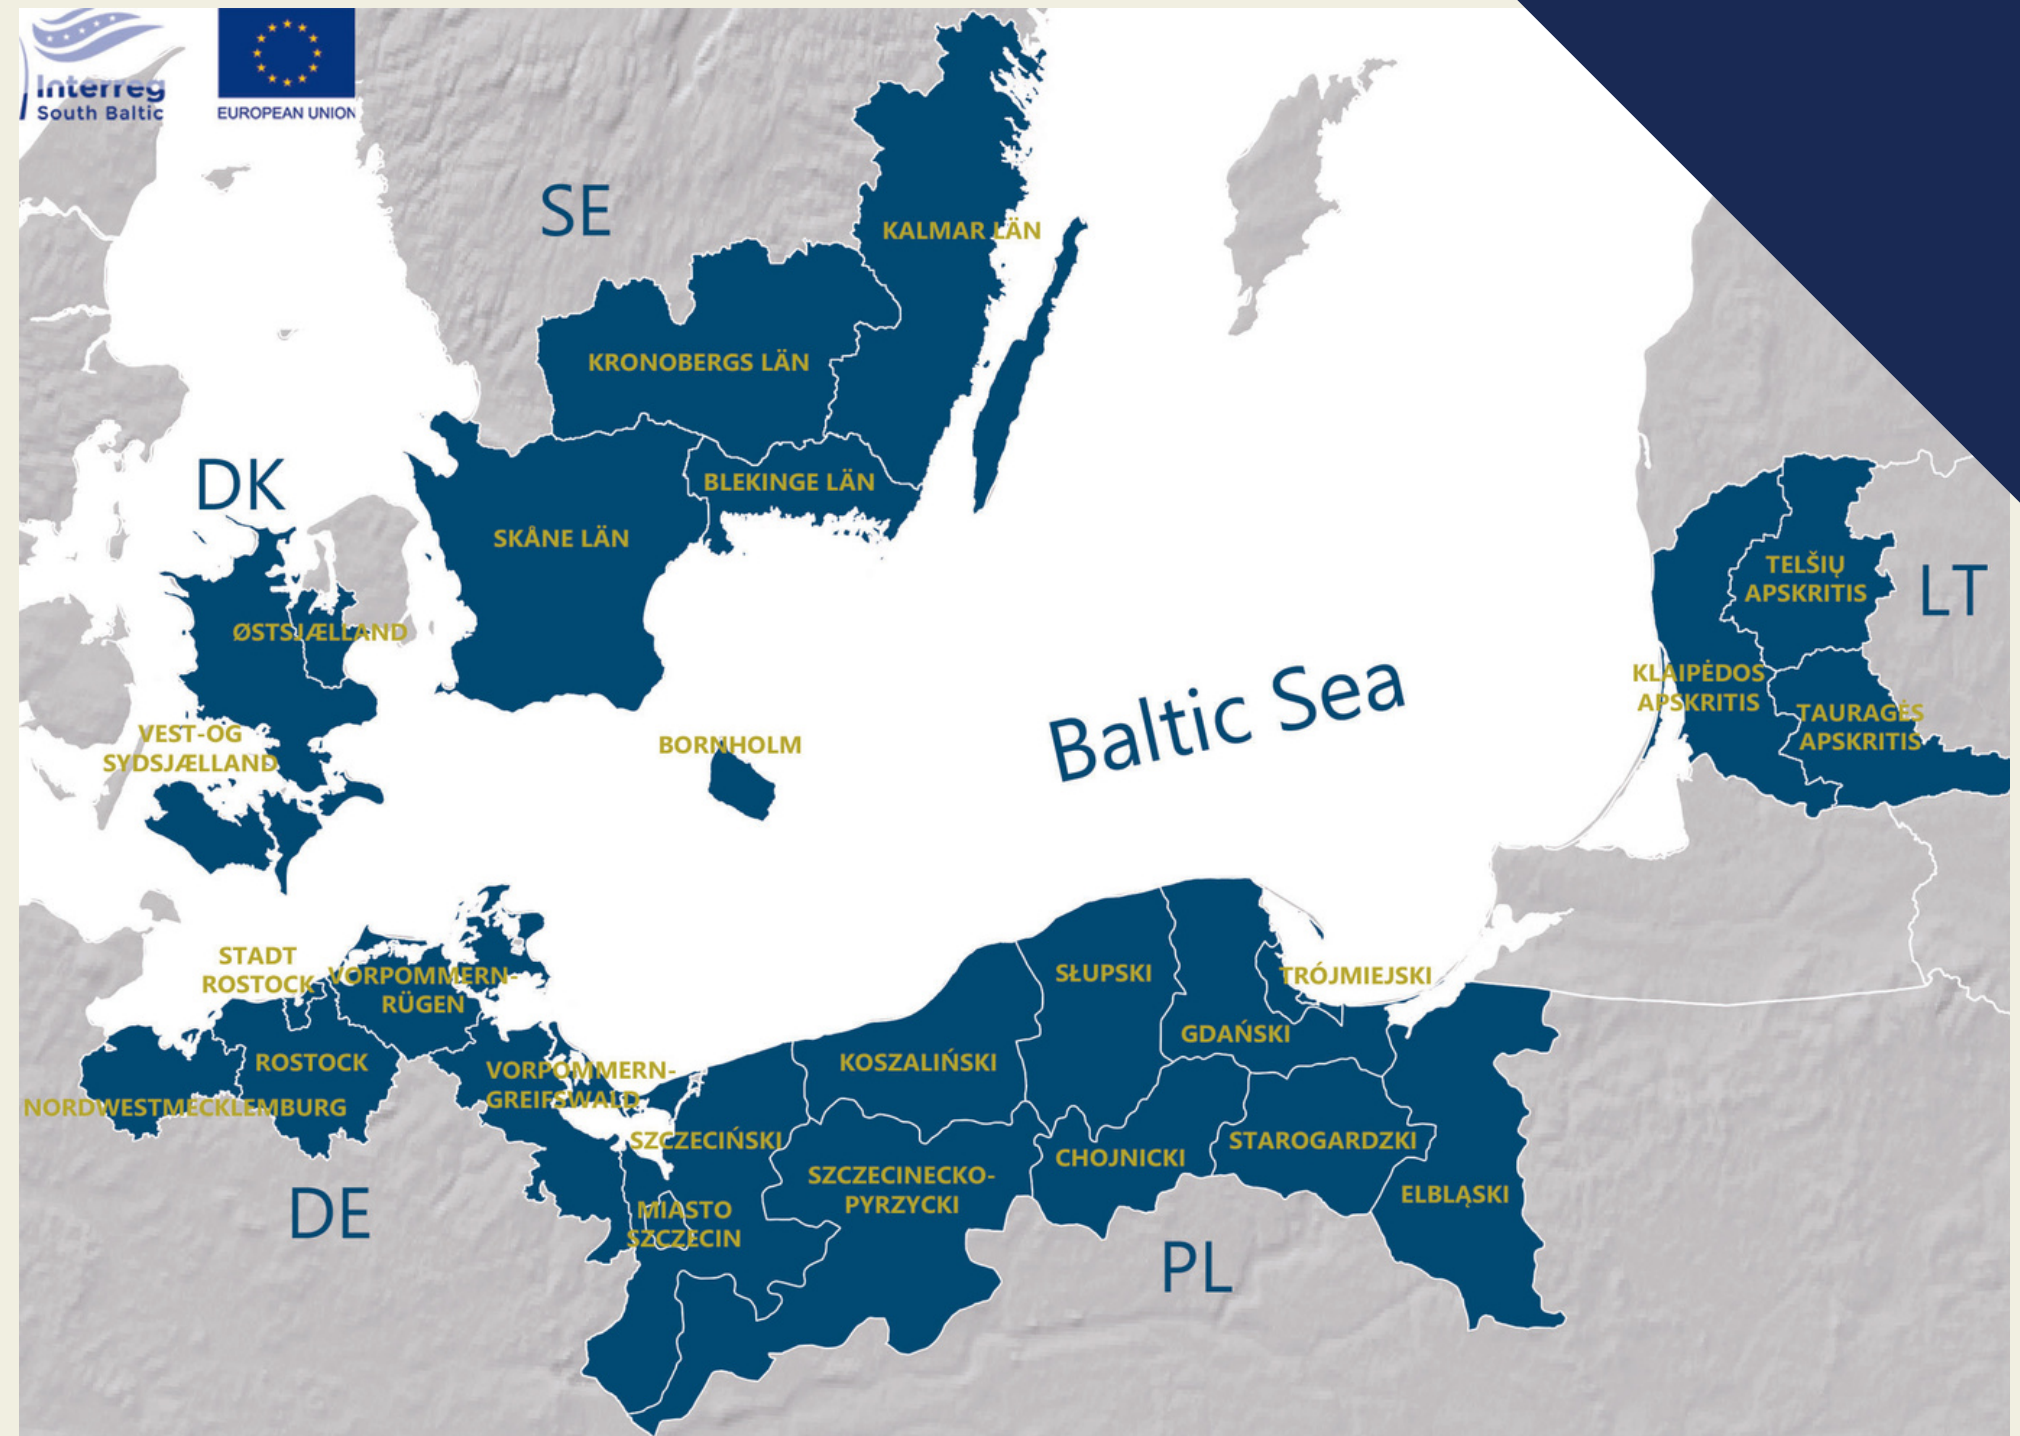 Interreg
South Baltic
EUROPEAN UNION
SE
KALMAR LÄN
KRONOBERGS LÄN
DK
BLEKINGE LÄN
SKÅNE LÄN
TELŠIŲ
APSKRITIS
LT
ØSTSJÆLLAND
KLAIPĖDOS
APSKRITIS
TAURAGĖS
APSKRITIS
VEST-OG
SYDSJÆLLAND
BORNHOLM
Baltic Sea
STADT
ROSTOCK
VORPOMMERN-
RÜGEN
SŁUPSKI
TRÓJMIEJSKI
GDAŃSKI
ROSTOCK
VORPOMMERN-
GREIFSWALD
KOSZALIŃSKI
NORDWESTMECKLEMBURG
SZCZECIŃSKI
CHOJNICKI
STAROGARDZKI
SZCZECINECKO-
PYRZYCKI
ELBLĄSKI
MIASTO
SZCZECIN
DE
PL